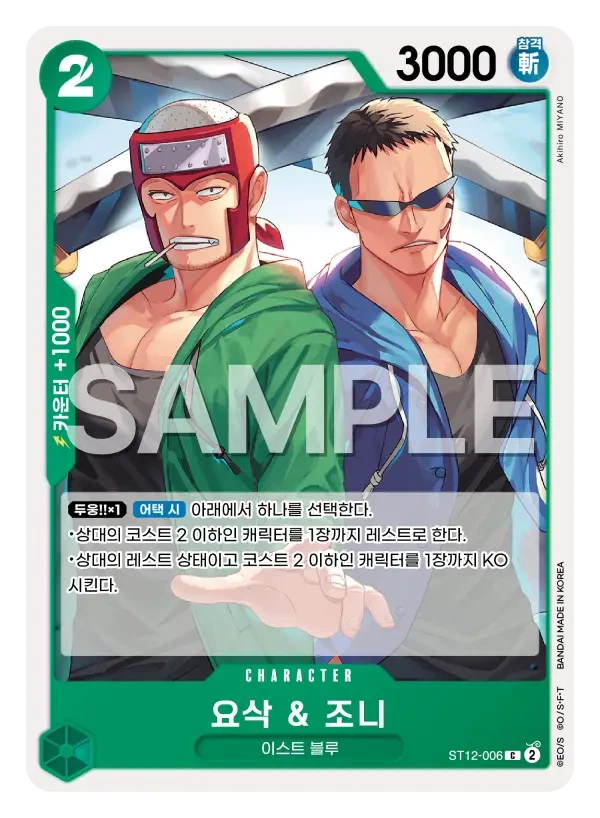 2
3000
참격
斬
Akihiro MIYANO
카운터 +1000
SAMPLE
두웅!!×1 어택 시 아래에서 하나를 선택한다.
•상대의 코스트 2 이하인 캐릭터를 1장까지 레스트로 한다.
•상대의 레스트 상태이고 코스트 2 이하인 캐릭터를 1장까지 KO
시킨다.
CHARACTER
요삭 & 조니
이스트 블루
ST12-006 C 2
©EO/S ©O/S·F·T BANDAI MADE IN KOREA